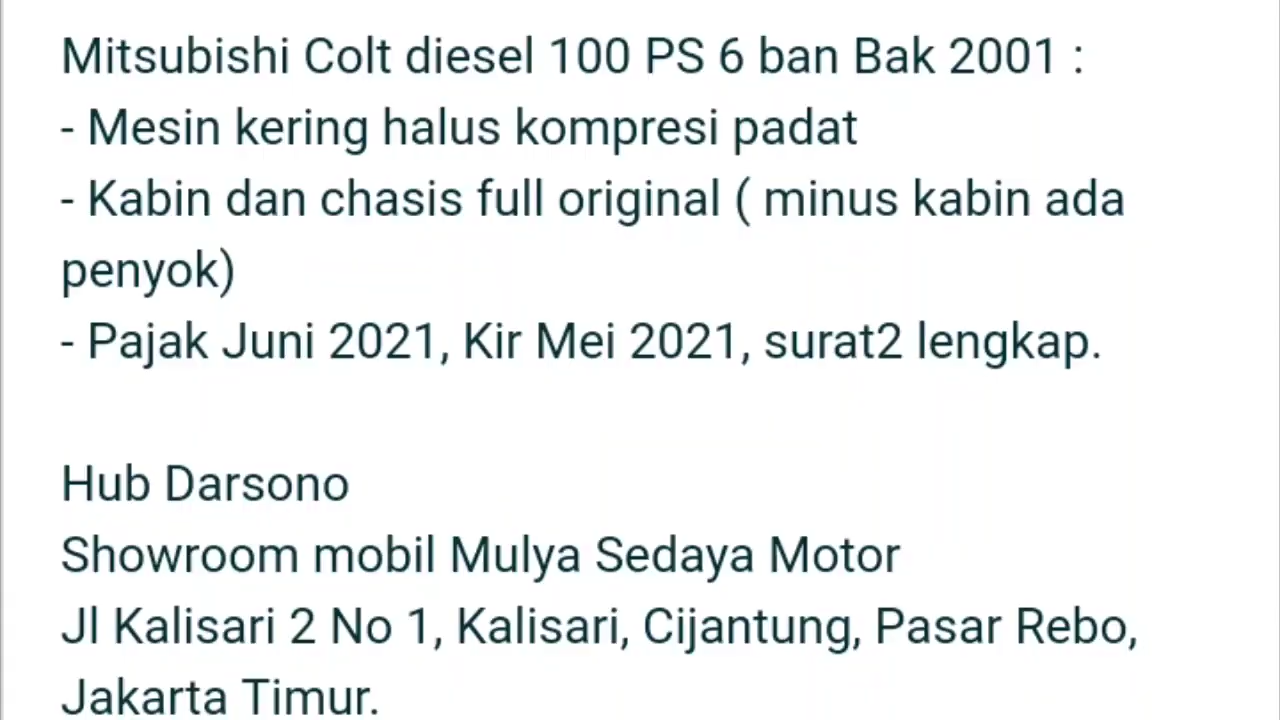 Mitsubishi Colt diesel 100 PS 6 ban Bak 2001 :
- Mesin kering halus kompresi padat
- Kabin dan chasis full original ( minus kabin ada
penyok)
- Pajak Juni 2021, Kir Mei 2021, surat2 lengkap.
Hub Darsono
Showroom mobil Mulya Sedaya Motor
Jl Kalisari 2 No 1, Kalisari, Cijantung, Pasar Rebo,
Jakarta Timur.